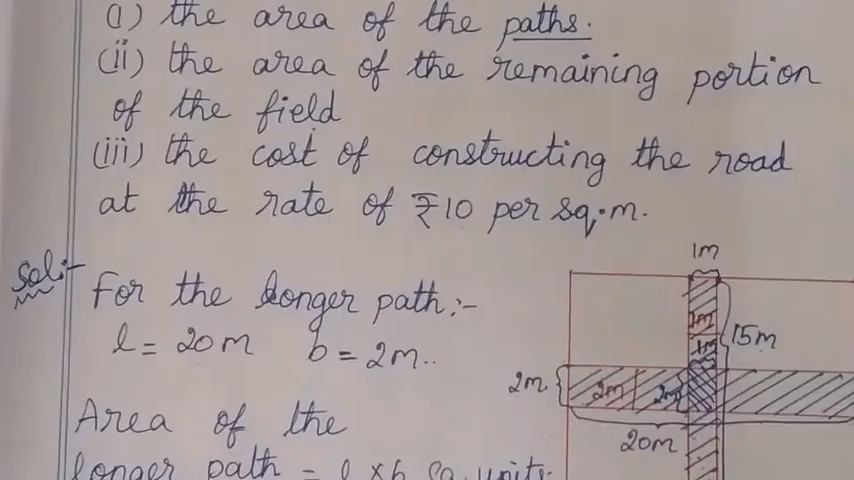 (i) the area of the paths.
(ii) the area of the remaining portion
of the field
(iii) the cost of constructing the road
at the rate of ₹10 per sq.m.
Sol:-
For the longer path:-
l = 20m b = 2m..
Area of the
longer path = l × b sq.units.
1m
1m
1m
15m
2m
2m
2m
20m